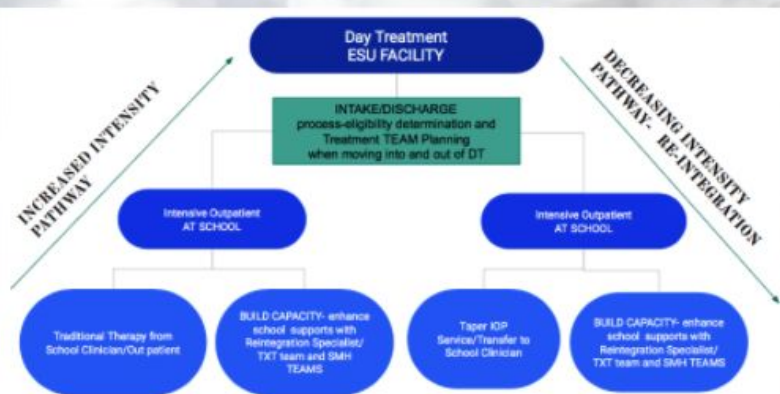 Day Treatment
ESU FACILITY
INCREASED INTENSITY
PATHWAY
DECREASING INTENSITY
PATHWAY- RE-INTEGRATION
INTAKE/DISCHARGE
process-eligibility determination and
Treatment TEAM Planning
when moving into and out of DT
Intensive Outpatient
AT SCHOOL
Intensive Outpatient
AT SCHOOL
Traditional Therapy from
School Clinician/Out patient
BUILD CAPACITY- enhance
school supports with
Reintegration Specialist/
TXT team and SMH
TEAMS
Taper IOP
Service/Transfer to
School Clinician
BUILD CAPACITY- enhance
school supports with
Reintegration Specialist/
TXT team and SMH TEAMS